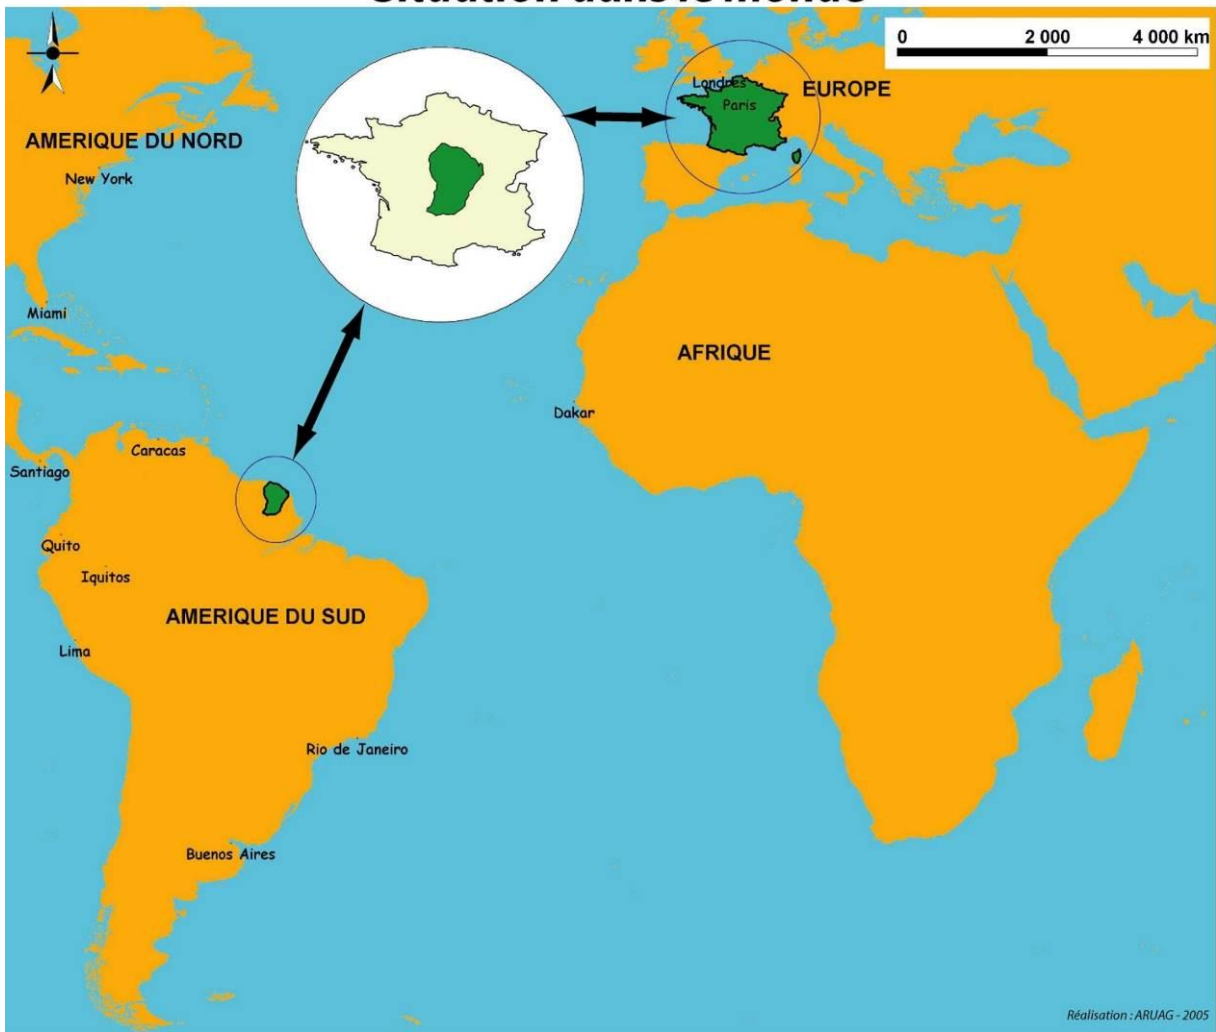 0 2 000 4 000 km
Londres
EUROPE
Paris
AMERIQUE DU NORD
New York
Miami
AFRIQUE
Dakar
Caracas
Santiago
Quito
Iquitos
AMERIQUE DU SUD
Lima
Rio de Janeiro
Buenos Aires
Réalisation : ARUAG - 2005